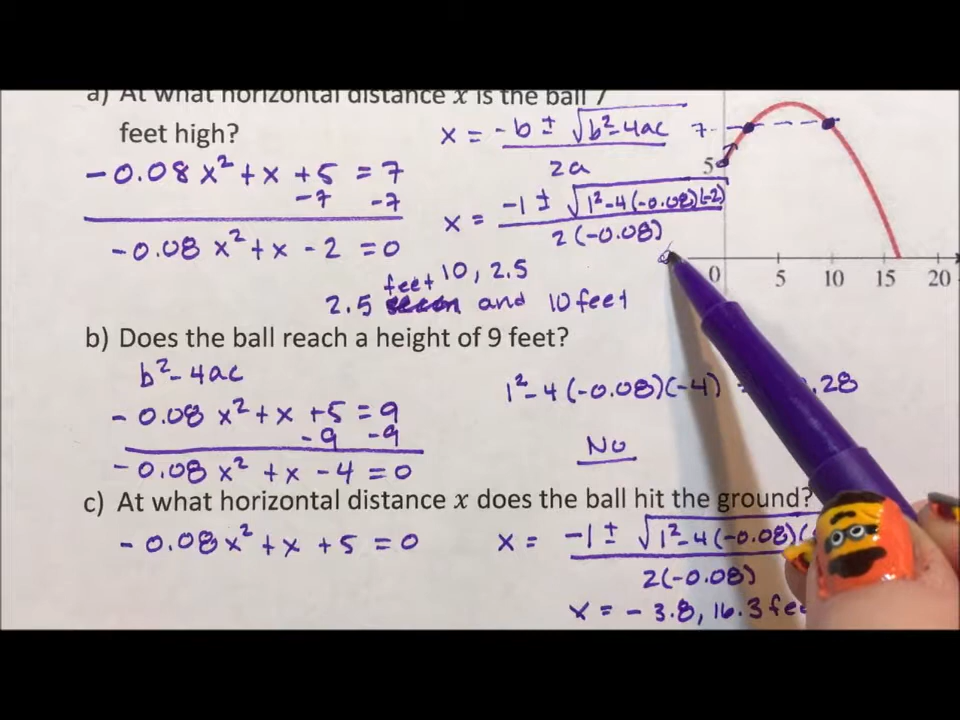 a) At what horizontal distance x is the ball 7
feet high?
-0.08x²+x+5=7
-7 -7
-0.08x²+x-2=0
x = -b ± √b²-4ac
2a
x = -1 ± √1²-4(-0.08)(-2)
2(-0.08)
10, 2.5
feet
2.5 and 10 feet
7
5
0 5 10 15 20
b) Does the ball reach a height of 9 feet?
b²-4ac
-0.08x²+x+5=9
-9 -9
-0.08x²+x-4=0
1²-4(-0.08)(-4) .28
No
c) At what horizontal distance x does the ball hit the ground?
-0.08x²+x+5=0
x = -1 ± √1²-4(-0.08)(
2(-0.08)
x = -3.8, 16.3 fee